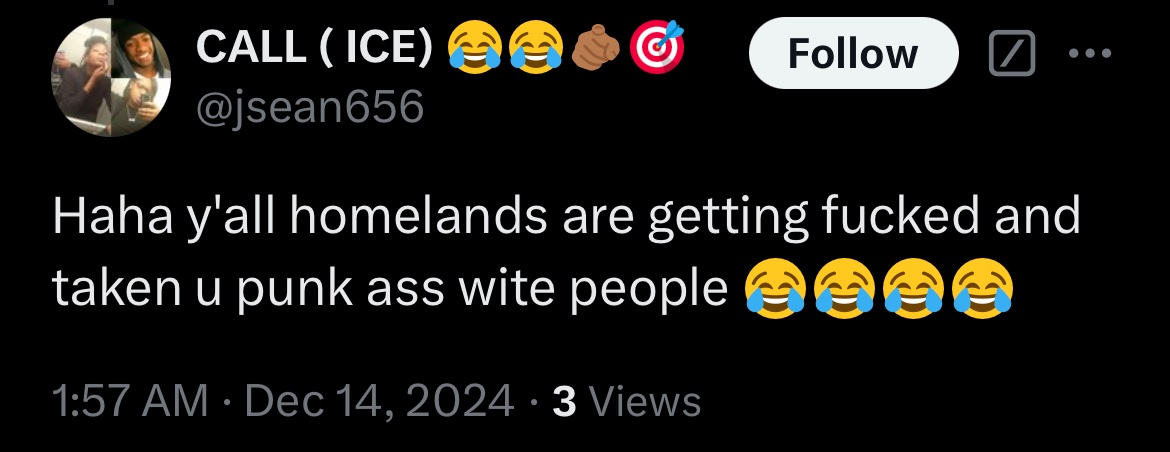 CALL ( ICE) 😂😂🫵🏾🎯
Follow
@jsean656
Haha y'all homelands are getting fucked and
taken u punk ass wite people 😂😂😂😂
1:57 AM · Dec 14, 2024 · 3 Views